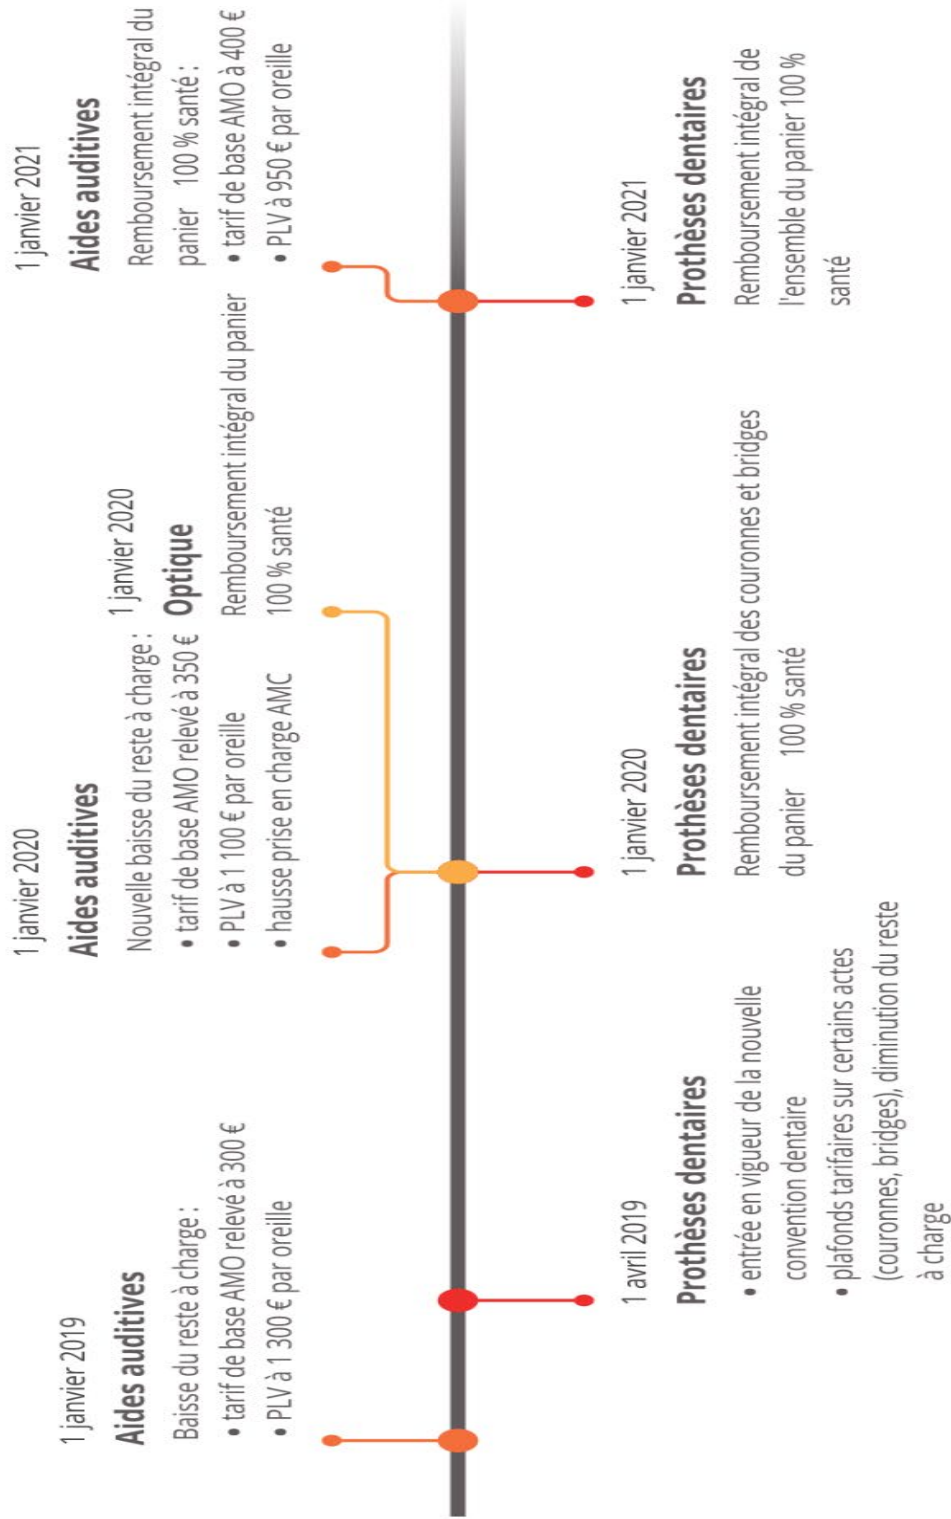 1 janvier 2019
Aides auditives
Baisse du reste à charge :
• tarif de base AMO relevé à 300 €
• PLV à 1 300 € par oreille
1 avril 2019
Prothèses dentaires
• entrée en vigueur de la nouvelle
convention dentaire
• plafonds tarifaires sur certains actes
(couronnes, bridges), diminution du reste
à charge
1 janvier 2020
Aides auditives
Nouvelle baisse du reste à charge :
• tarif de base AMO relevé à 350 €
• PLV à 1 100 € par oreille
• hausse prise en charge AMC
1 janvier 2020
Optique
Remboursement intégral du panier
100 % santé
1 janvier 2020
Prothèses dentaires
Remboursement intégral des couronnes et bridges
du panier 100 % santé
1 janvier 2021
Aides auditives
Remboursement intégral du
panier 100 % santé :
• tarif de base AMO à 400 €
• PLV à 950 € par oreille
1 janvier 2021
Prothèses dentaires
Remboursement intégral de
l'ensemble du panier 100 %
santé